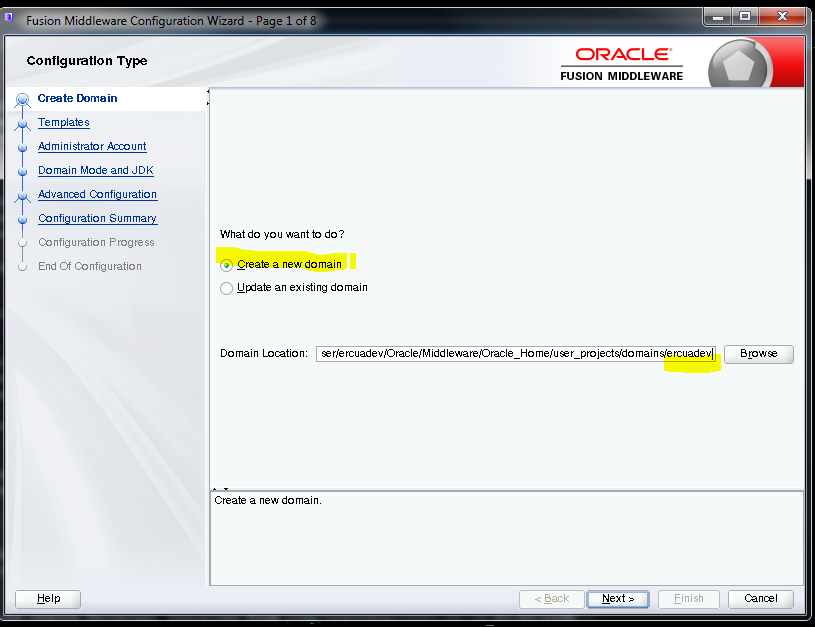 Fusion Middleware Configuration Wizard - Page 1 of 8
Configuration Type
ORACLE®
FUSION MIDDLEWARE
Create Domain
Templates
Administrator Account
Domain Mode and JDK
Advanced Configuration
Configuration Summary
Configuration Progress
End Of Configuration
What do you want to do?
Create a new domain
Update an existing domain
Domain Location: ser/ercuadev/Oracle/Middleware/Oracle_Home/user_projects/domains/ercuadev Browse
Create a new domain.
Help < Back Next > Finish Cancel